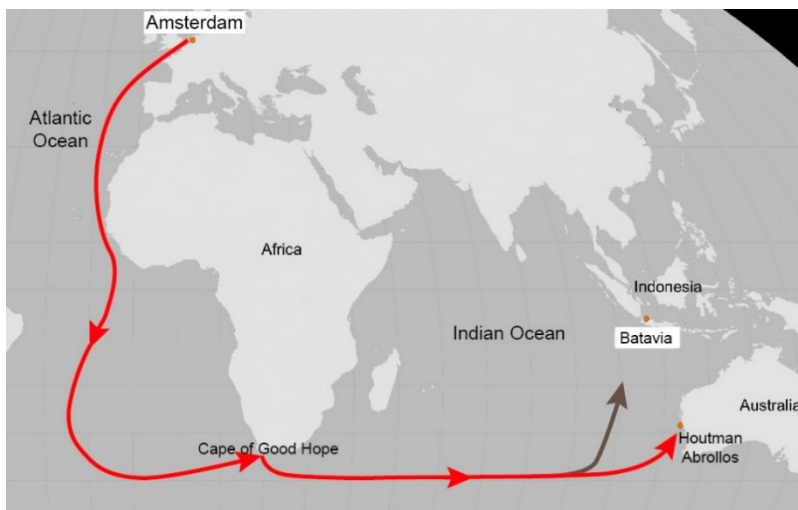 Amsterdam
Atlantic
Ocean
Africa
Indonesia
Indian Ocean
Batavia
Australia
Cape of Good Hope
Houtman
Abrollos